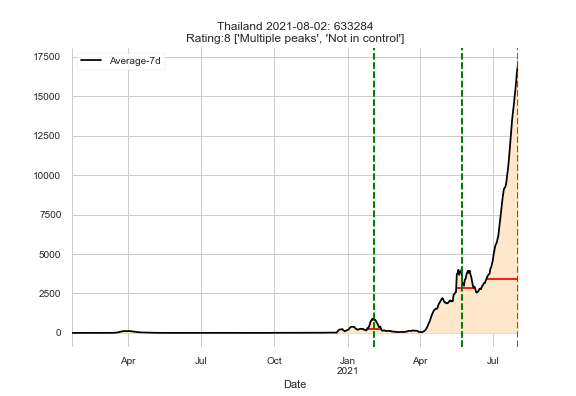 Thailand 2021-08-02: 633284
Rating:8 ['Multiple peaks', 'Not in control']
Average-7d
17500
15000
12500
10000
7500
5000
2500
0
Apr Jul Oct Jan Apr Jul
2021
Date